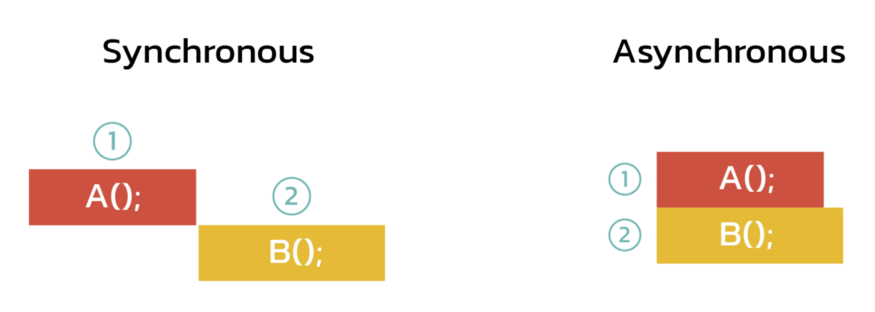 Synchronous
1
A();
2
B();
Asynchronous
1
A();
2
B();